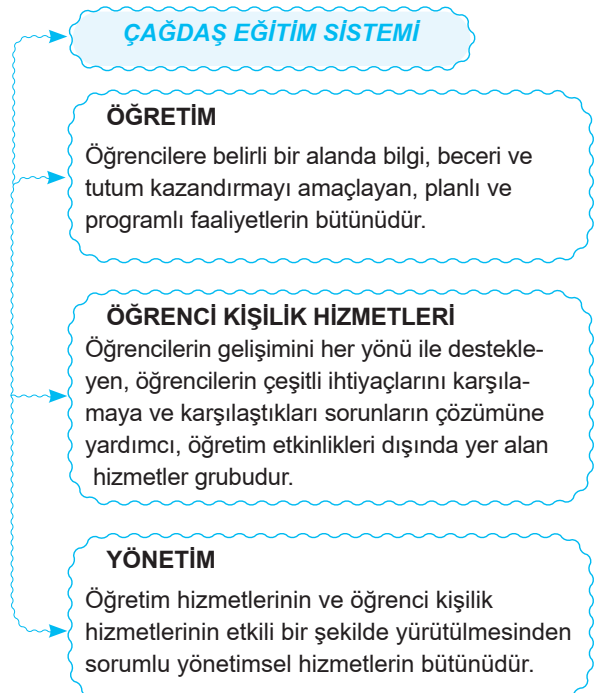 ÇAĞDAŞ EĞİTİM SİSTEMİ
ÖĞRETİM
Öğrencilere belirli bir alanda bilgi, beceri ve
tutum kazandırmayı amaçlayan, planlı ve
programlı faaliyetlerin bütünüdür.
ÖĞRENCİ KİŞİLİK HİZMETLERİ
Öğrencilerin gelişimini her yönü ile destekle-
yen, öğrencilerin çeşitli ihtiyaçlarını karşıla-
maya ve karşılaştıkları sorunların çözümüne
yardımcı, öğretim etkinlikleri dışında yer alan
hizmetler grubudur.
YÖNETİM
Öğretim hizmetlerinin ve öğrenci kişilik
hizmetlerinin etkili bir şekilde yürütülmesinden
sorumlu yönetimsel hizmetlerin bütünüdür.